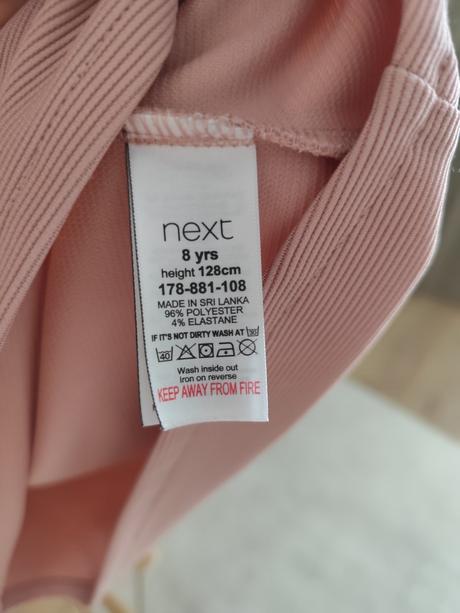 next
8 yrs
height 128cm
178-881-108
MADE IN SRI LANKA
96% POLYESTER
4% ELASTANE
IF IT'S NOT DIRTY WASH AT 30
40
Wash inside out
iron on reverse
KEEP AWAY FROM FIRE